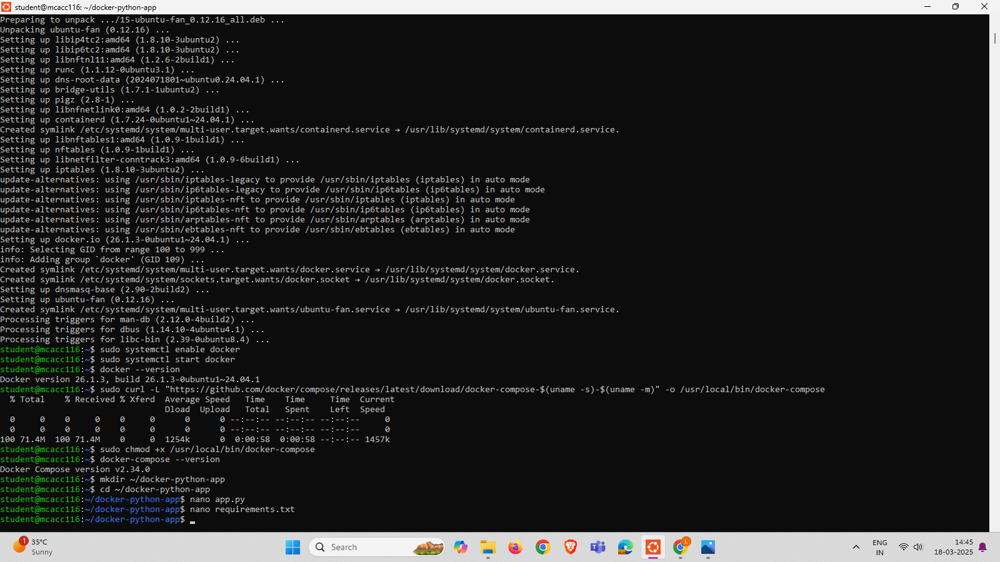 student@mcacc116: ~/docker-python-app
Preparing to unpack .../15-ubuntu-fan_0.12.16_all.deb ...
Unpacking ubuntu-fan (0.12.16) ...
Setting up libip4tc2:amd64 (1.8.10-3ubuntu2) ...
Setting up libip6tc2:amd64 (1.8.10-3ubuntu2) ...
Setting up libnftnl11:amd64 (1.2.6-2build1) ...
Setting up runc (1.1.12-0ubuntu3.1) ...
Setting up dns-root-data (2024071801~ubuntu0.24.04.1) ...
Setting up bridge-utils (1.7.1-1ubuntu2) ...
Setting up pigz (2.8-1) ...
Setting up libnfnetlink0:amd64 (1.0.2-2build1) ...
Setting up containerd (1.7.24-0ubuntu1~24.04.1) ...
Created symlink /etc/systemd/system/multi-user.target.wants/containerd.service → /usr/lib/systemd/system/containerd.service.
Setting up libnftables1:amd64 (1.0.9-1build1) ...
Setting up nftables (1.0.9-1build1) ...
Setting up libnetfilter-conntrack3:amd64 (1.0.9-6build1) ...
Setting up iptables (1.8.10-3ubuntu2) ...
update-alternatives: using /usr/sbin/iptables-legacy to provide /usr/sbin/iptables (iptables) in auto mode
update-alternatives: using /usr/sbin/ip6tables-legacy to provide /usr/sbin/ip6tables (ip6tables) in auto mode
update-alternatives: using /usr/sbin/iptables-nft to provide /usr/sbin/iptables (iptables) in auto mode
update-alternatives: using /usr/sbin/ip6tables-nft to provide /usr/sbin/ip6tables (ip6tables) in auto mode
update-alternatives: using /usr/sbin/arptables-nft to provide /usr/sbin/arptables (arptables) in auto mode
update-alternatives: using /usr/sbin/ebtables-nft to provide /usr/sbin/ebtables (ebtables) in auto mode
Setting up docker.io (26.1.3-0ubuntu1~24.04.1) ...
info: Selecting GID from range 100 to 999 ...
info: Adding group `docker' (GID 109) ...
Created symlink /etc/systemd/system/multi-user.target.wants/docker.service → /usr/lib/systemd/system/docker.service.
Created symlink /etc/systemd/system/sockets.target.wants/docker.socket → /usr/lib/systemd/system/docker.socket.
Setting up dnsmasq-base (2.90-2build2) ...
Setting up ubuntu-fan (0.12.16) ...
Created symlink /etc/systemd/system/multi-user.target.wants/ubuntu-fan.service → /usr/lib/systemd/system/ubuntu-fan.service.
Processing triggers for man-db (2.12.0-4build2) ...
Processing triggers for dbus (1.14.10-4ubuntu4.1) ...
Processing triggers for libc-bin (2.39-0ubuntu8.4) ...
student@mcacc116:~$ sudo systemctl enable docker
student@mcacc116:~$ sudo systemctl start docker
student@mcacc116:~$ docker --version
Docker version 26.1.3, build 26.1.3-0ubuntu1~24.04.1
student@mcacc116:~$ sudo curl -L "https://github.com/docker/compose/releases/latest/download/docker-compose-$(uname -s)-$(uname -m)" -o /usr/local/bin/docker-compose
  % Total    % Received % Xferd  Average Speed   Time    Time     Time  Current
                                 Dload  Upload   Total   Spent    Left  Speed
  0     0    0     0    0     0      0      0 --:--:-- --:--:-- --:--:--     0
  0     0    0     0    0     0      0      0 --:--:-- --:--:-- --:--:--     0
100 71.4M  100 71.4M    0     0  1254k      0  0:00:58  0:00:58 --:--:-- 1457k
student@mcacc116:~$ sudo chmod +x /usr/local/bin/docker-compose
student@mcacc116:~$ docker-compose --version
Docker Compose version v2.34.0
student@mcacc116:~$ mkdir ~/docker-python-app
student@mcacc116:~$ cd ~/docker-python-app
student@mcacc116:~/docker-python-app$ nano app.py
student@mcacc116:~/docker-python-app$ nano requirements.txt
student@mcacc116:~/docker-python-app$
1
35°C
Sunny
Search
L
ENG
IN
14:45
18-03-2025